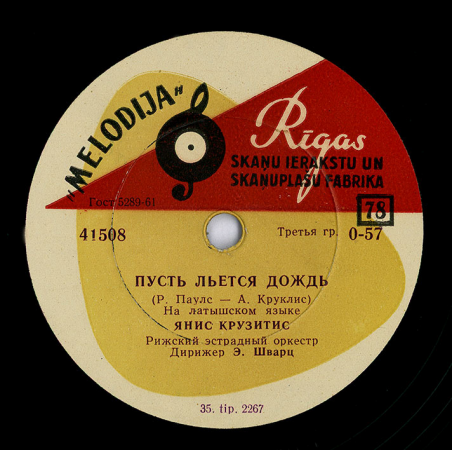 „MELODIJA"
Rīgas
SKAŅU IERAKSTU UN
SKAŅUPLAŠU FABRIKA
Гост 5289-61
78
41508
Третья гр. 0-57
ПУСТЬ ЛЬЕТСЯ ДОЖДЬ
(Р. Паулс — А. Круклис)
На латышском языке
ЯНИС КРУЗИТИС
Рижский эстрадный оркестр
Дирижер Э. Шварц
35. tip. 2267